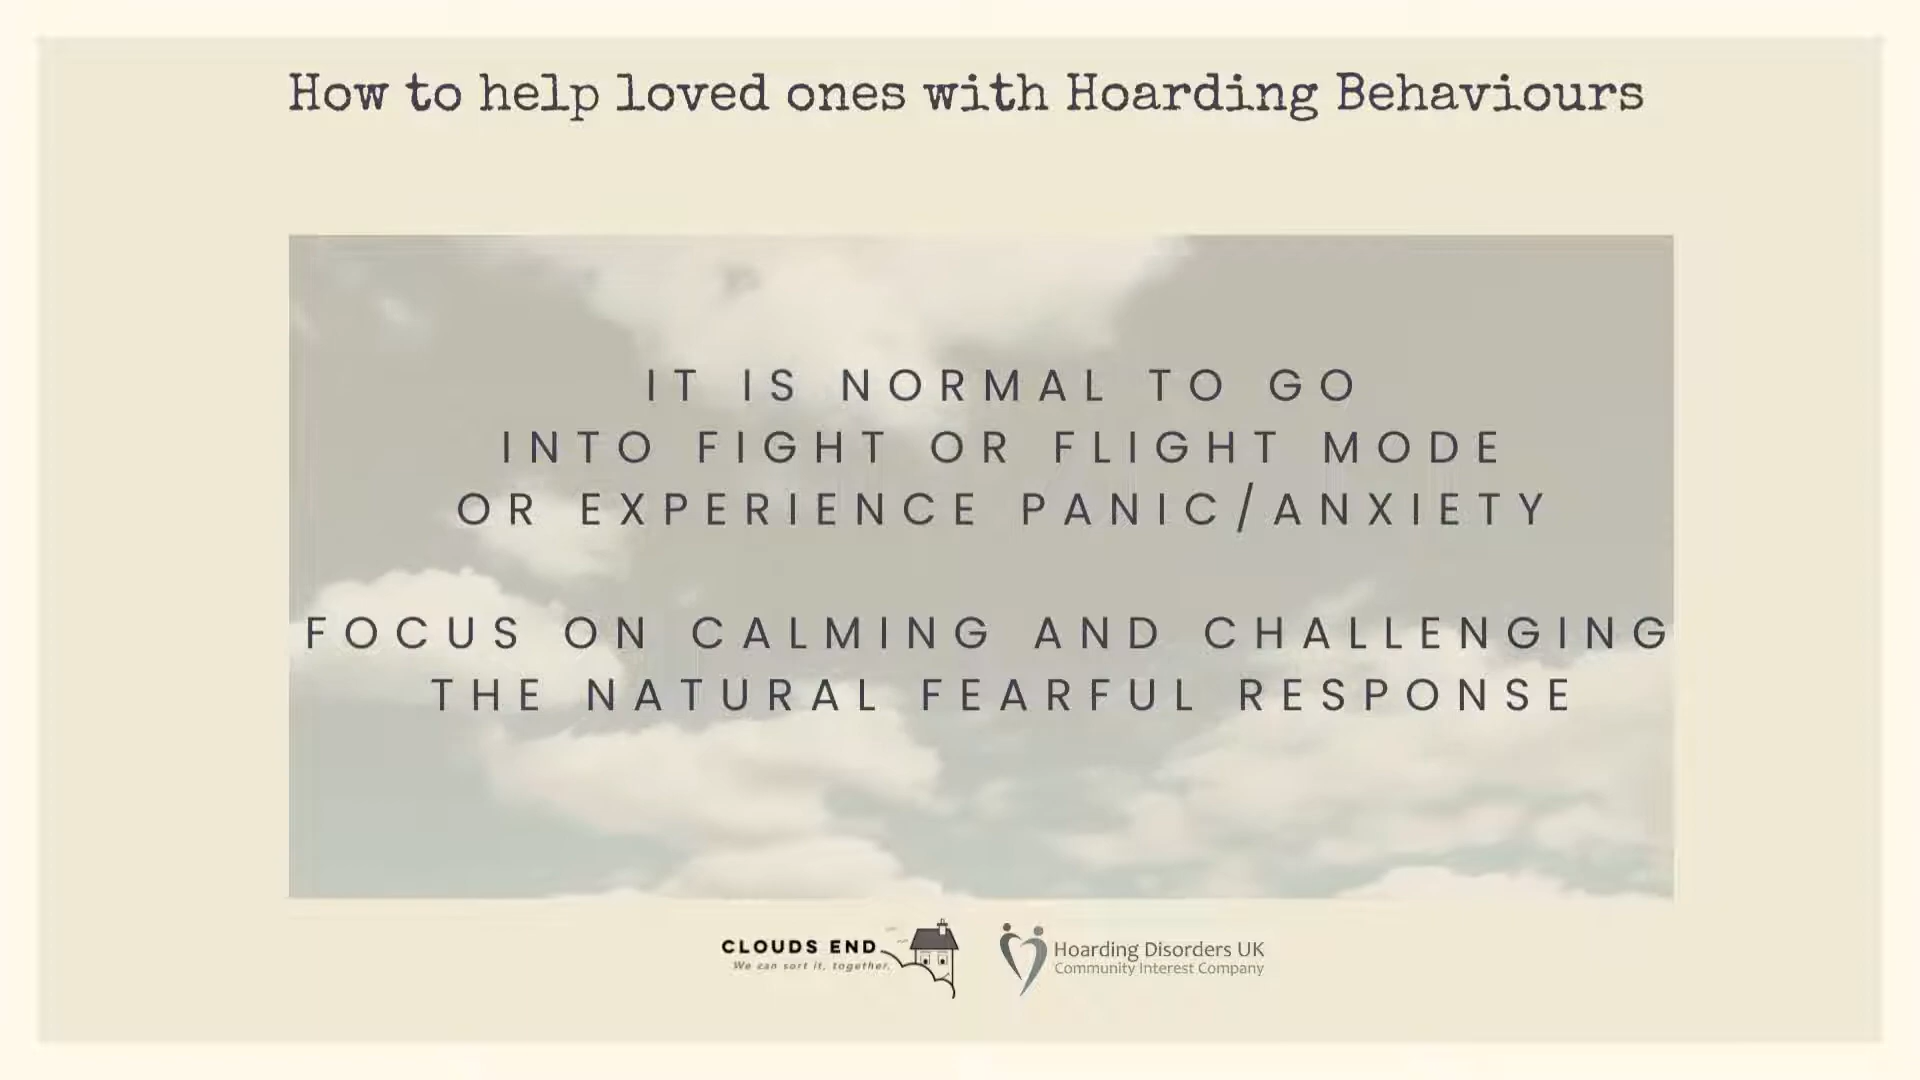 How to help loved ones with Hoarding Behaviours
IT IS NORMAL TO GO
INTO FIGHT OR FLIGHT MODE
OR EXPERIENCE PANIC/ANXIETY
FOCUS ON CALMING AND CHALLENGING
THE NATURAL FEARFUL RESPONSE
CLOUDS END
We can sort it, together.
Hoarding Disorders UK
Community Interest Company